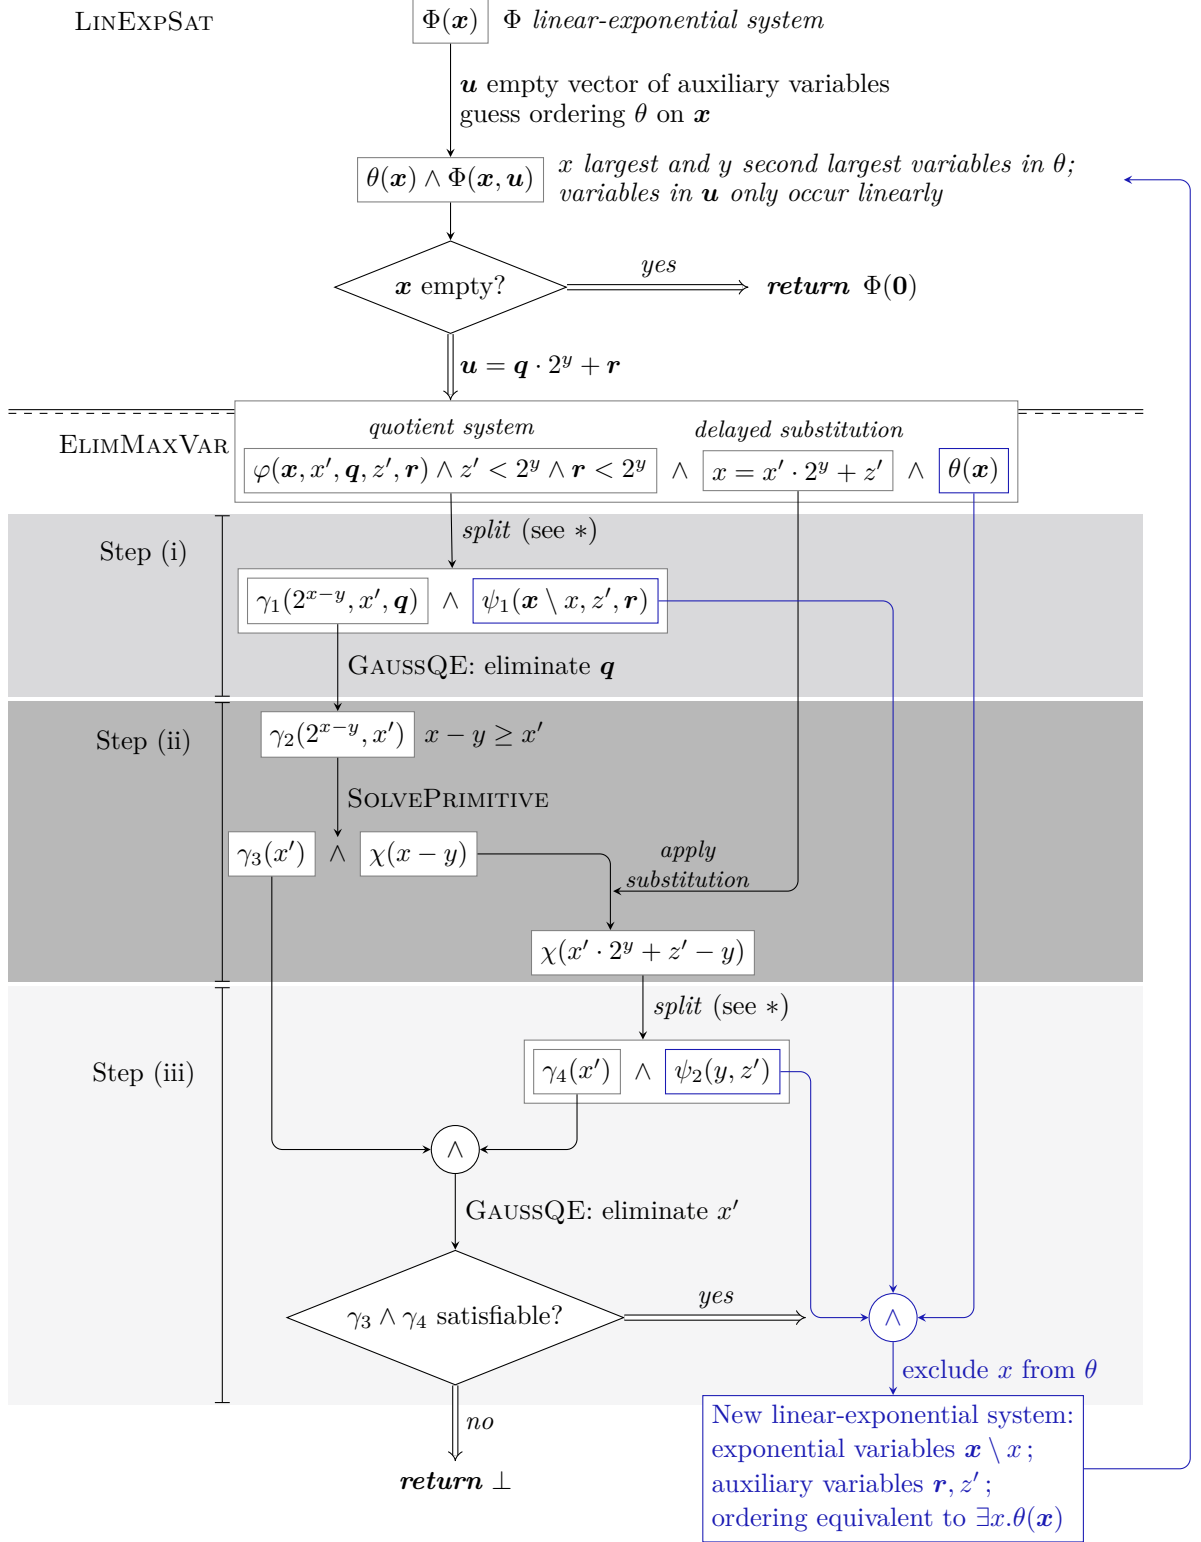 LINEXPSAT
Φ(x) Φ linear-exponential system
u empty vector of auxiliary variables
guess ordering θ on x
θ(x) ∧ Φ(x, u)
x largest and y second largest variables in θ;
variables in u only occur linearly
x empty?
yes
return Φ(0)
u = q · 2^y + r
ELIMMAXVAR
quotient system
delayed substitution
φ(x, x′, q, z′, r) ∧ z′ < 2^y ∧ r < 2^y ∧ x = x′ · 2^y + z′ ∧ θ(x)
Step (i)
split (see ∗)
γ₁(2^{x−y}, x′, q) ∧ ψ₁(x \ x, z′, r)
GAUSSQE: eliminate q
Step (ii)
γ₂(2^{x−y}, x′) x − y ≥ x′
SOLVEPRIMITIVE
γ₃(x′) ∧ χ(x − y)
apply
substitution
χ(x′ · 2^y + z′ − y)
split (see ∗)
Step (iii)
γ₄(x′) ∧ ψ₂(y, z′)
∧
GAUSSQE: eliminate x′
γ₃ ∧ γ₄ satisfiable?
yes
∧
exclude x from θ
no
return ⊥
New linear-exponential system:
exponential variables x \ x ;
auxiliary variables r, z′ ;
ordering equivalent to ∃x.θ(x)